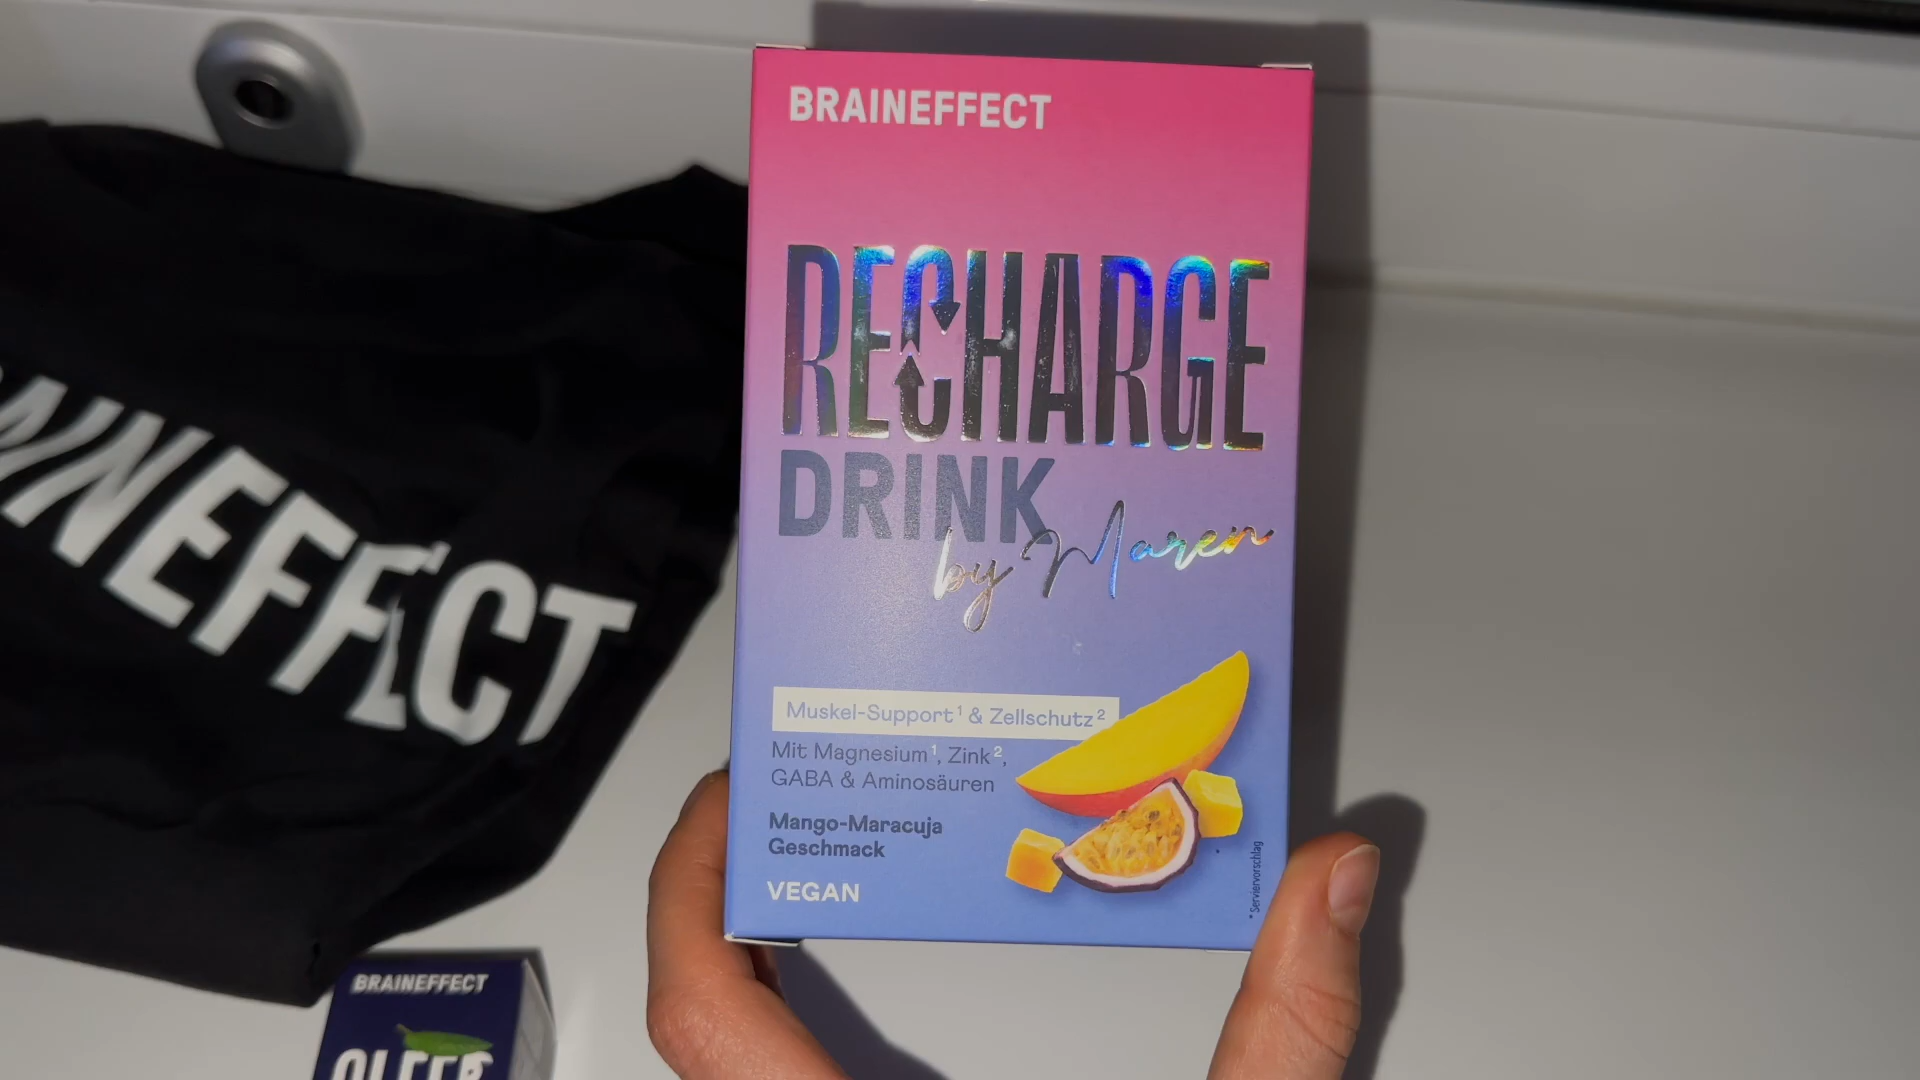 BRAINEFFECT
RECHARGE
DRINK
by Maren
Muskel-Support¹ & Zellschutz²
Mit Magnesium¹, Zink²,
GABA & Aminosäuren
Mango-Maracuja
Geschmack
VEGAN
* Serviervorschlag
INEFFECT
BRAINEFFECT